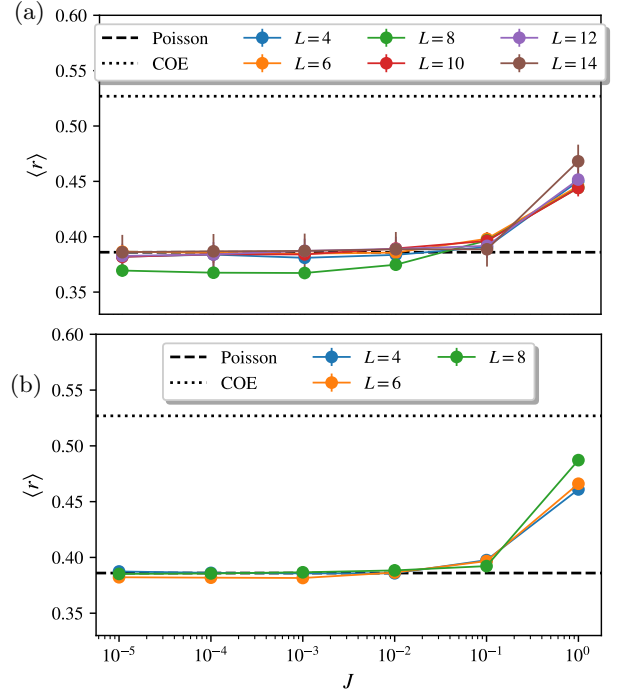 (a)
0.60
0.55
0.50
0.45
0.40
0.35
⟨r⟩
Poisson
COE
L=4
L=6
L=8
L=10
L=12
L=14
(b)
0.60
0.55
0.50
0.45
0.40
0.35
⟨r⟩
Poisson
COE
L=4
L=6
L=8
10⁻⁵ 10⁻⁴ 10⁻³ 10⁻² 10⁻¹ 10⁰
J